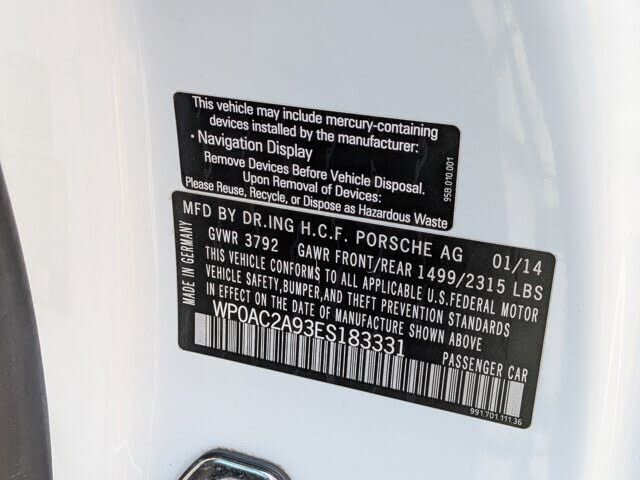 This vehicle may include mercury-containing
devices installed by the manufacturer:
· Navigation Display
Remove Devices Before Vehicle Disposal.
Upon Removal of Devices:
Please Reuse, Recycle, or Dispose as Hazardous Waste
95B.010.001
MADE IN GERMANY
MFD BY DR.ING H.C.F. PORSCHE AG 01/14
GVWR 3792 GAWR FRONT/REAR 1499/2315 LBS
THIS VEHICLE CONFORMS TO ALL APPLICABLE U.S.FEDERAL MOTOR
VEHICLE SAFETY,BUMPER,AND THEFT PREVENTION STANDARDS
IN EFFECT ON THE DATE OF MANUFACTURE SHOWN ABOVE
WP0AC2A93ES183331
PASSENGER CAR
991.701.111.36